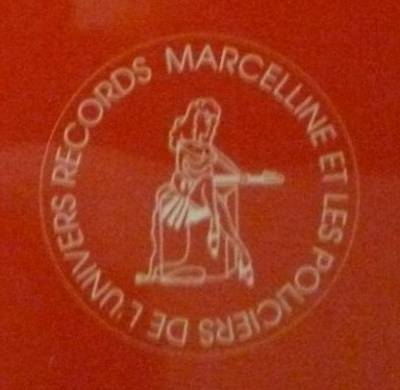 MARCELLINE ET LES POLICIERS DE L'UNIVERS RECORDS